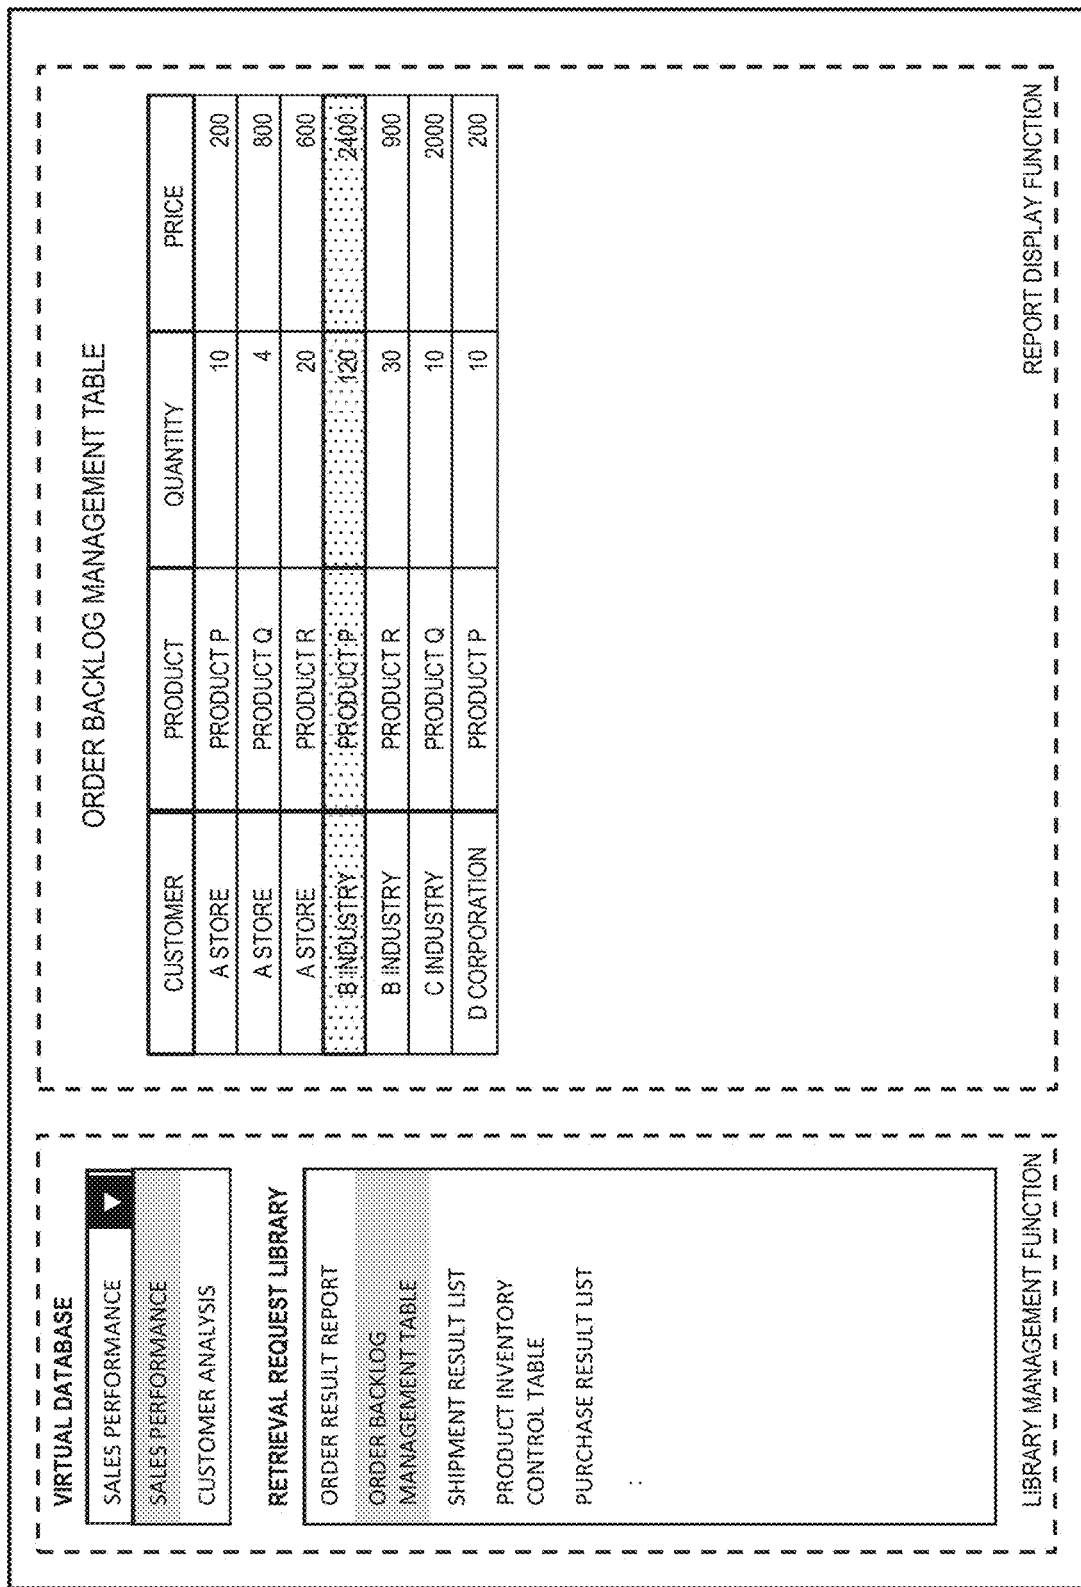 VIRTUAL DATABASE
SALES PERFORMANCE
SALES PERFORMANCE
CUSTOMER ANALYSIS
RETRIEVAL REQUEST LIBRARY
ORDER RESULT REPORT
ORDER BACKLOG
MANAGEMENT TABLE
SHIPMENT RESULT LIST
PRODUCT INVENTORY
CONTROL TABLE
PURCHASE RESULT LIST
:
LIBRARY MANAGEMENT FUNCTION
ORDER BACKLOG MANAGEMENT TABLE
CUSTOMER PRODUCT QUANTITY PRICE
A STORE PRODUCT P 10 200
A STORE PRODUCT Q 4 800
A STORE PRODUCT R 20 600
B INDUSTRY PRODUCT P 120 2400
B INDUSTRY PRODUCT R 30 900
C INDUSTRY PRODUCT Q 10 2000
D CORPORATION PRODUCT P 10 200
REPORT DISPLAY FUNCTION